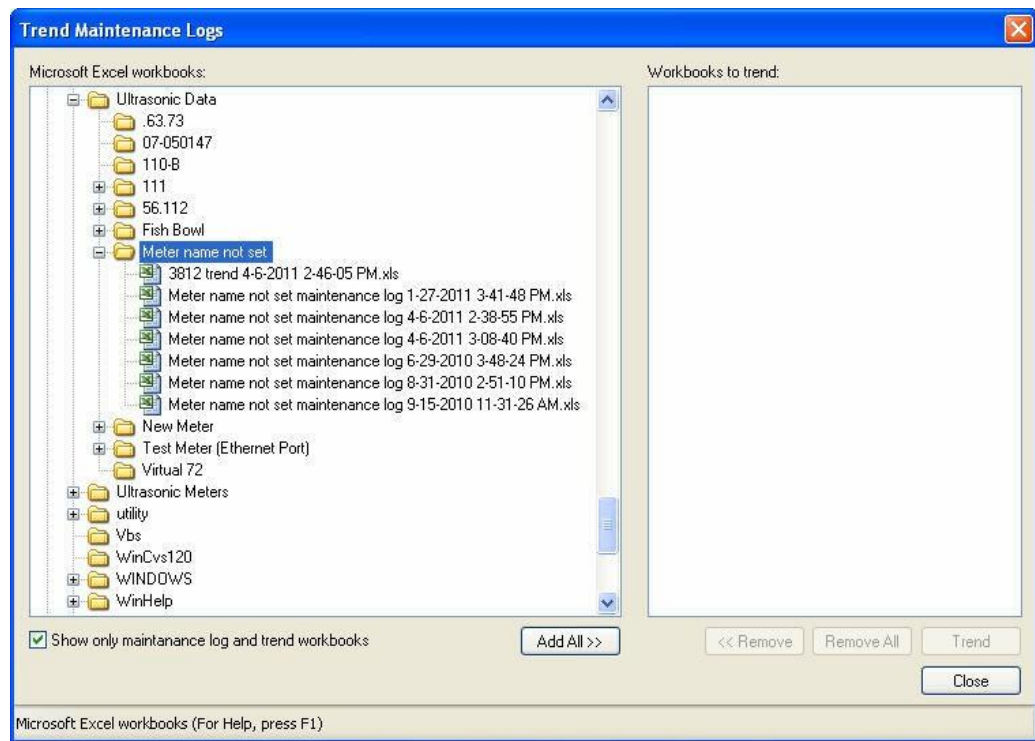 Trend Maintenance Logs
Microsoft Excel workbooks:
Workbooks to trend:
Ultrasonic Data
.63.73
07-050147
110-B
111
56.112
Fish Bowl
Meter name not set
3812 trend 4-6-2011 2-46-05 PM.xls
Meter name not set maintenance log 1-27-2011 3-41-48 PM.xls
Meter name not set maintenance log 4-6-2011 2-38-55 PM.xls
Meter name not set maintenance log 4-6-2011 3-08-40 PM.xls
Meter name not set maintenance log 6-29-2010 3-48-24 PM.xls
Meter name not set maintenance log 8-31-2010 2-51-10 PM.xls
Meter name not set maintenance log 9-15-2010 11-31-26 AM.xls
New Meter
Test Meter (Ethernet Port)
Virtual 72
Ultrasonic Meters
utility
Vbs
WinCvs120
WINDOWS
WinHelp
Show only maintanance log and trend workbooks
Add All >>
<< Remove
Remove All
Trend
Close
Microsoft Excel workbooks (For Help, press F1)